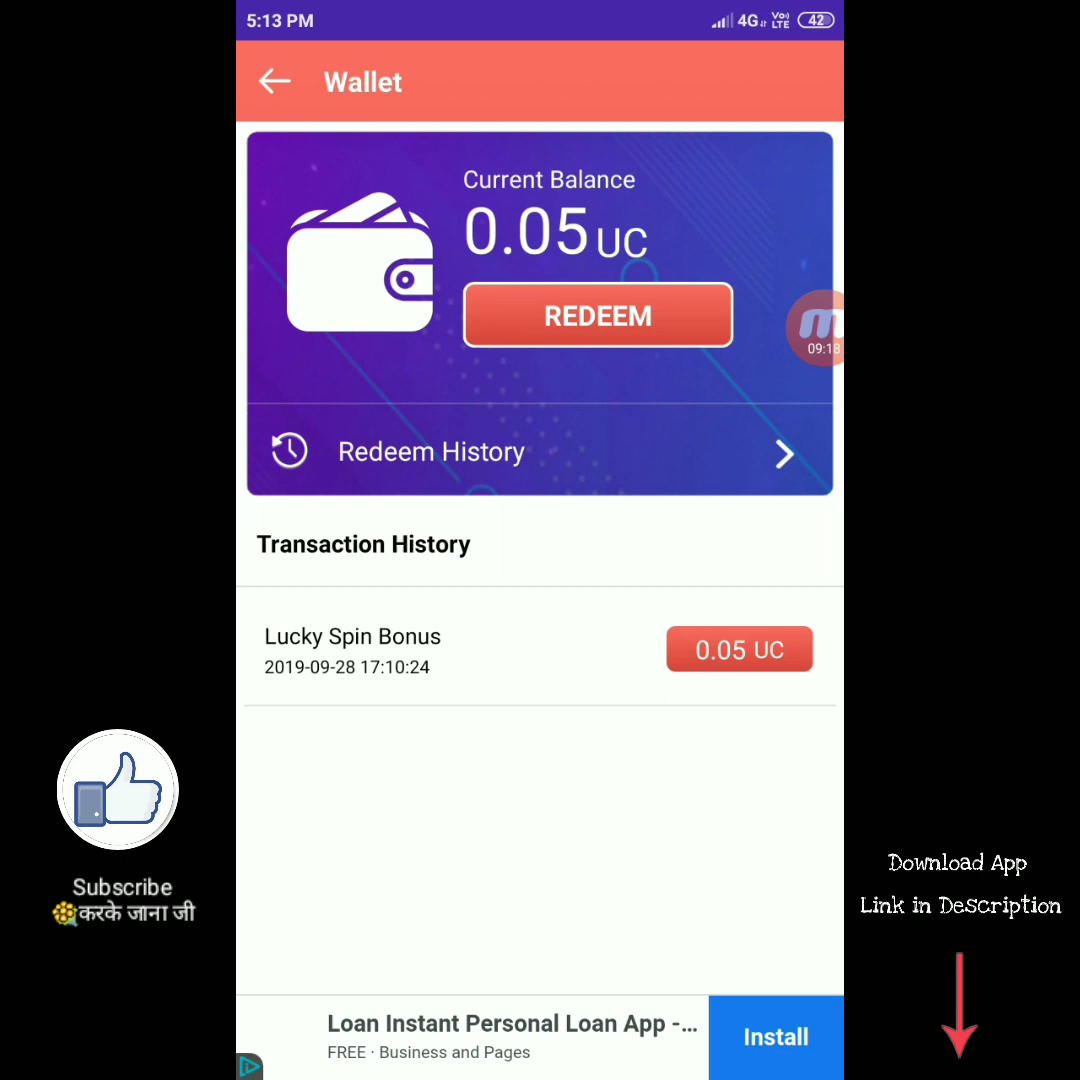 5:13 PM
4G Vo) LTE 42
Wallet
Current Balance
0.05 UC
REDEEM
09:18
Redeem History
Transaction History
Lucky Spin Bonus
0.05 UC
2019-09-28 17:10:24
Subscribe
करके जाना जी
Download App
Link in Description
Loan Instant Personal Loan App -...
FREE · Business and Pages
Install